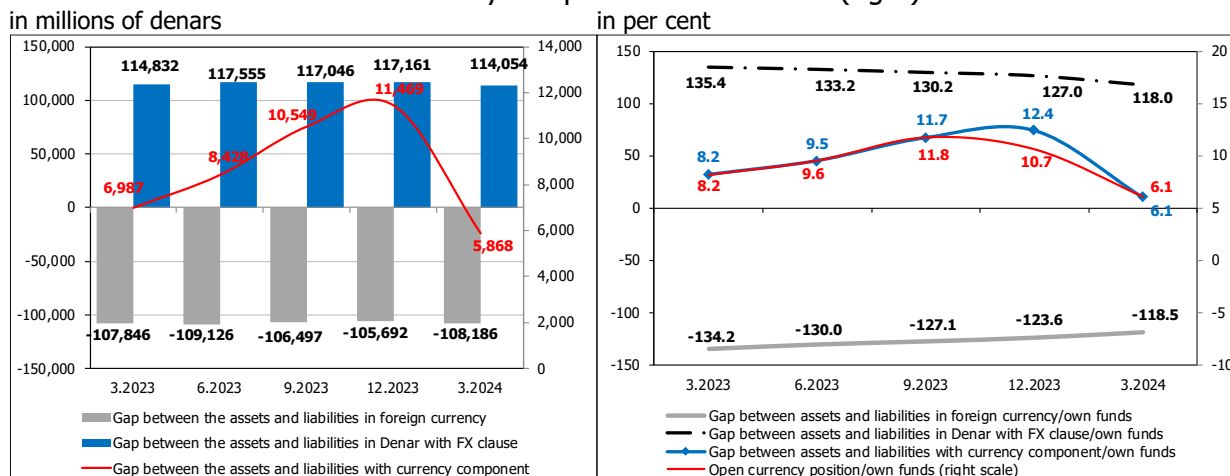 in millions of denars
150,000
100,000
50,000
0
-50,000
-100,000
-150,000
14,000
12,000
10,000
8,000
6,000
4,000
2,000
0
114,832 117,555 117,046 117,161 114,054
6,987 8,428 10,549 11,469 5,868
-107,846 -109,126 -106,497 -105,692 -108,186
3.2023 6.2023 9.2023 12.2023 3.2024
Gap between the assets and liabilities in foreign currency
Gap between the assets and liabilities in Denar with FX clause
Gap between the assets and liabilities with currency component
in per cent
150
100
50
0
-50
-100
-150
20
15
10
5
0
-5
-10
135.4 133.2 130.2 127.0 118.0
8.2 9.5 11.7 12.4 6.1
8.2 9.6 11.8 10.7 6.1
-134.2 -130.0 -127.1 -123.6 -118.5
3.2023 6.2023 9.2023 12.2023 3.2024
Gap between assets and liabilities in foreign currency/own funds
Gap between assets and liabilities in Denar with FX clause/own funds
Gap between assets and liabilities with currency component/own funds
Open currency position/own funds (right scale)